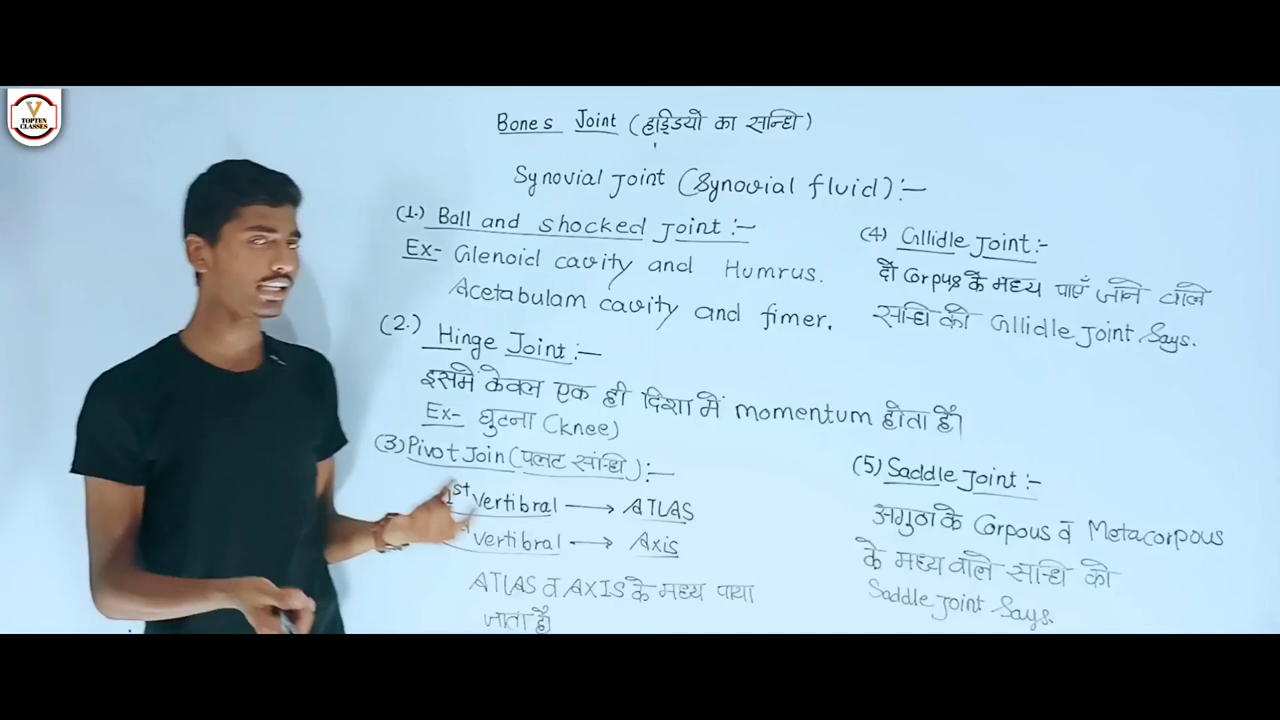 V
TOPTEN
CLASSES
Bones Joint (हड्डियों का सन्धि)
Synovial Joint (Synovial fluid) :-
(1.) Ball and shocked Joint :-
Ex- Glenoid cavity and Humrus.
Acetabulam cavity and fimer.
(2.) Hinge Joint :-
इसमें केवल एक ही दिशा में momentum होता है।
Ex- घुटना (knee)
(3) Pivot Join (पलट संन्धि) :-
1st vertibral → ATLAS
vertibral → Axis
ATLAS व AXIS के मध्य पाया
जाता है।
(4) Gllidle Joint :-
दो Corpus के मध्य पाएँ जाने वाले
सन्धि को Gllidle Joint Says.
(5) Saddle Joint :-
अगुठा के Corpous व Metacorpous
के मध्य वाले सन्धि को
Saddle Joint Says.